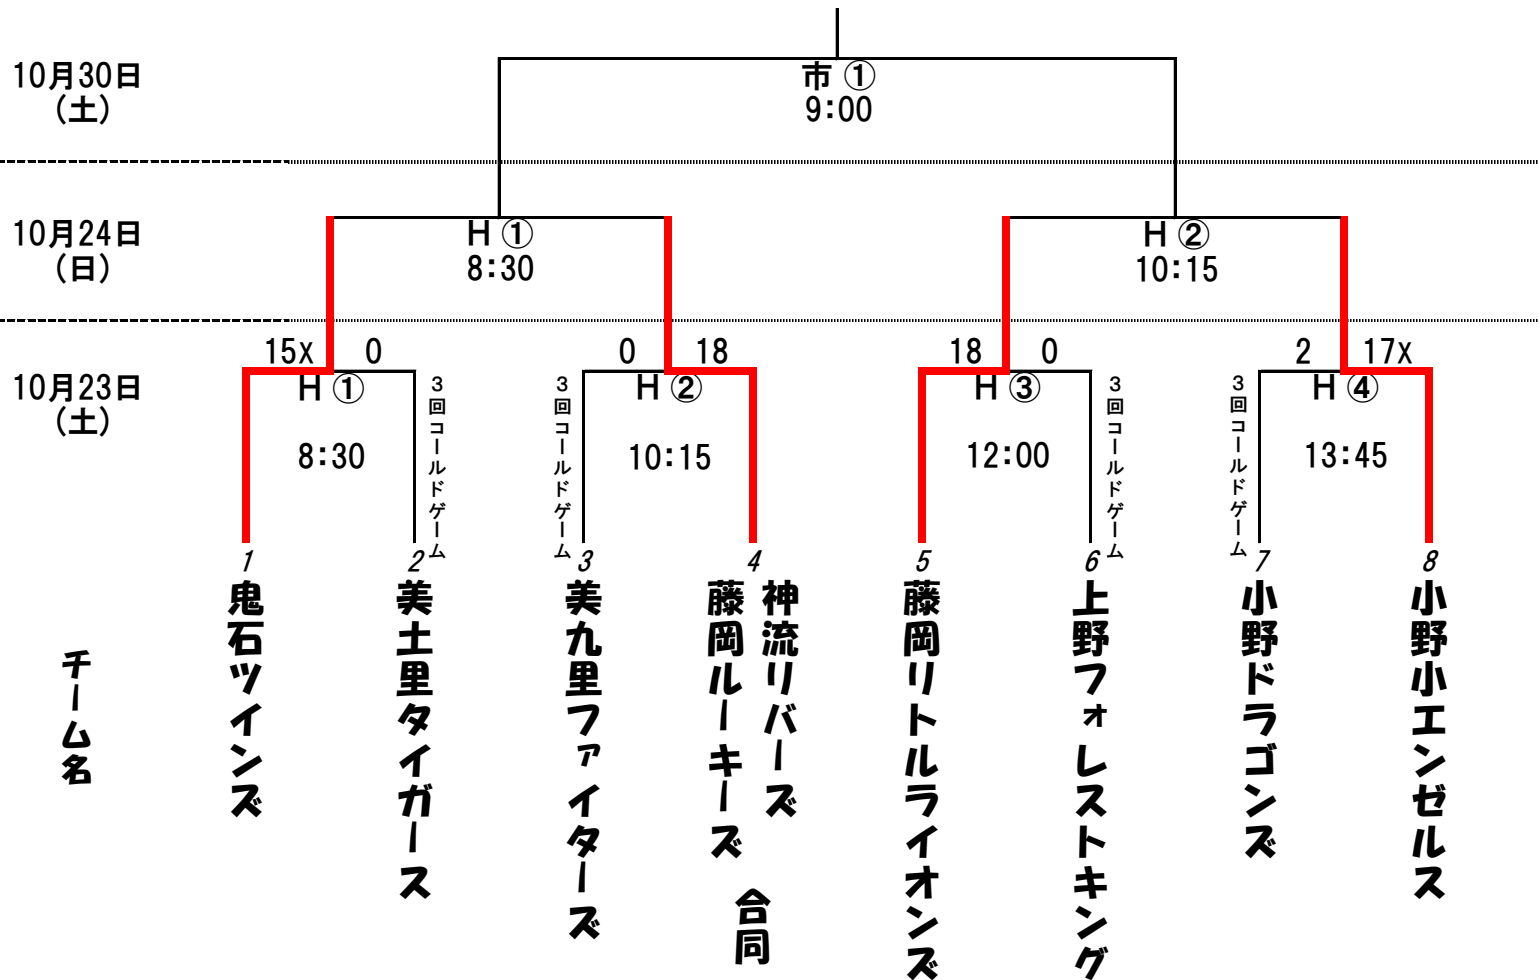 10月30日
(土)
市 ①
9:00
10月24日
(日)
H ①
8:30
H ②
10:15
15x 0
0 18
18 0
2 17x
10月23日
(土)
H ①
8:30
3回コールドゲーム
3回コールドゲーム
H ②
10:15
H ③
12:00
3回コールドゲーム
3回コールドゲーム
H ④
13:45
1
2
3
4
5
6
7
8
チーム名
鬼石ツインズ
美土里タイガース
美九里ファイターズ
神流リバーズ
藤岡ルーキーズ
合同
藤岡リトルライオンズ
上野フォレストキング
小野ドラゴンズ
小野小エンゼルス